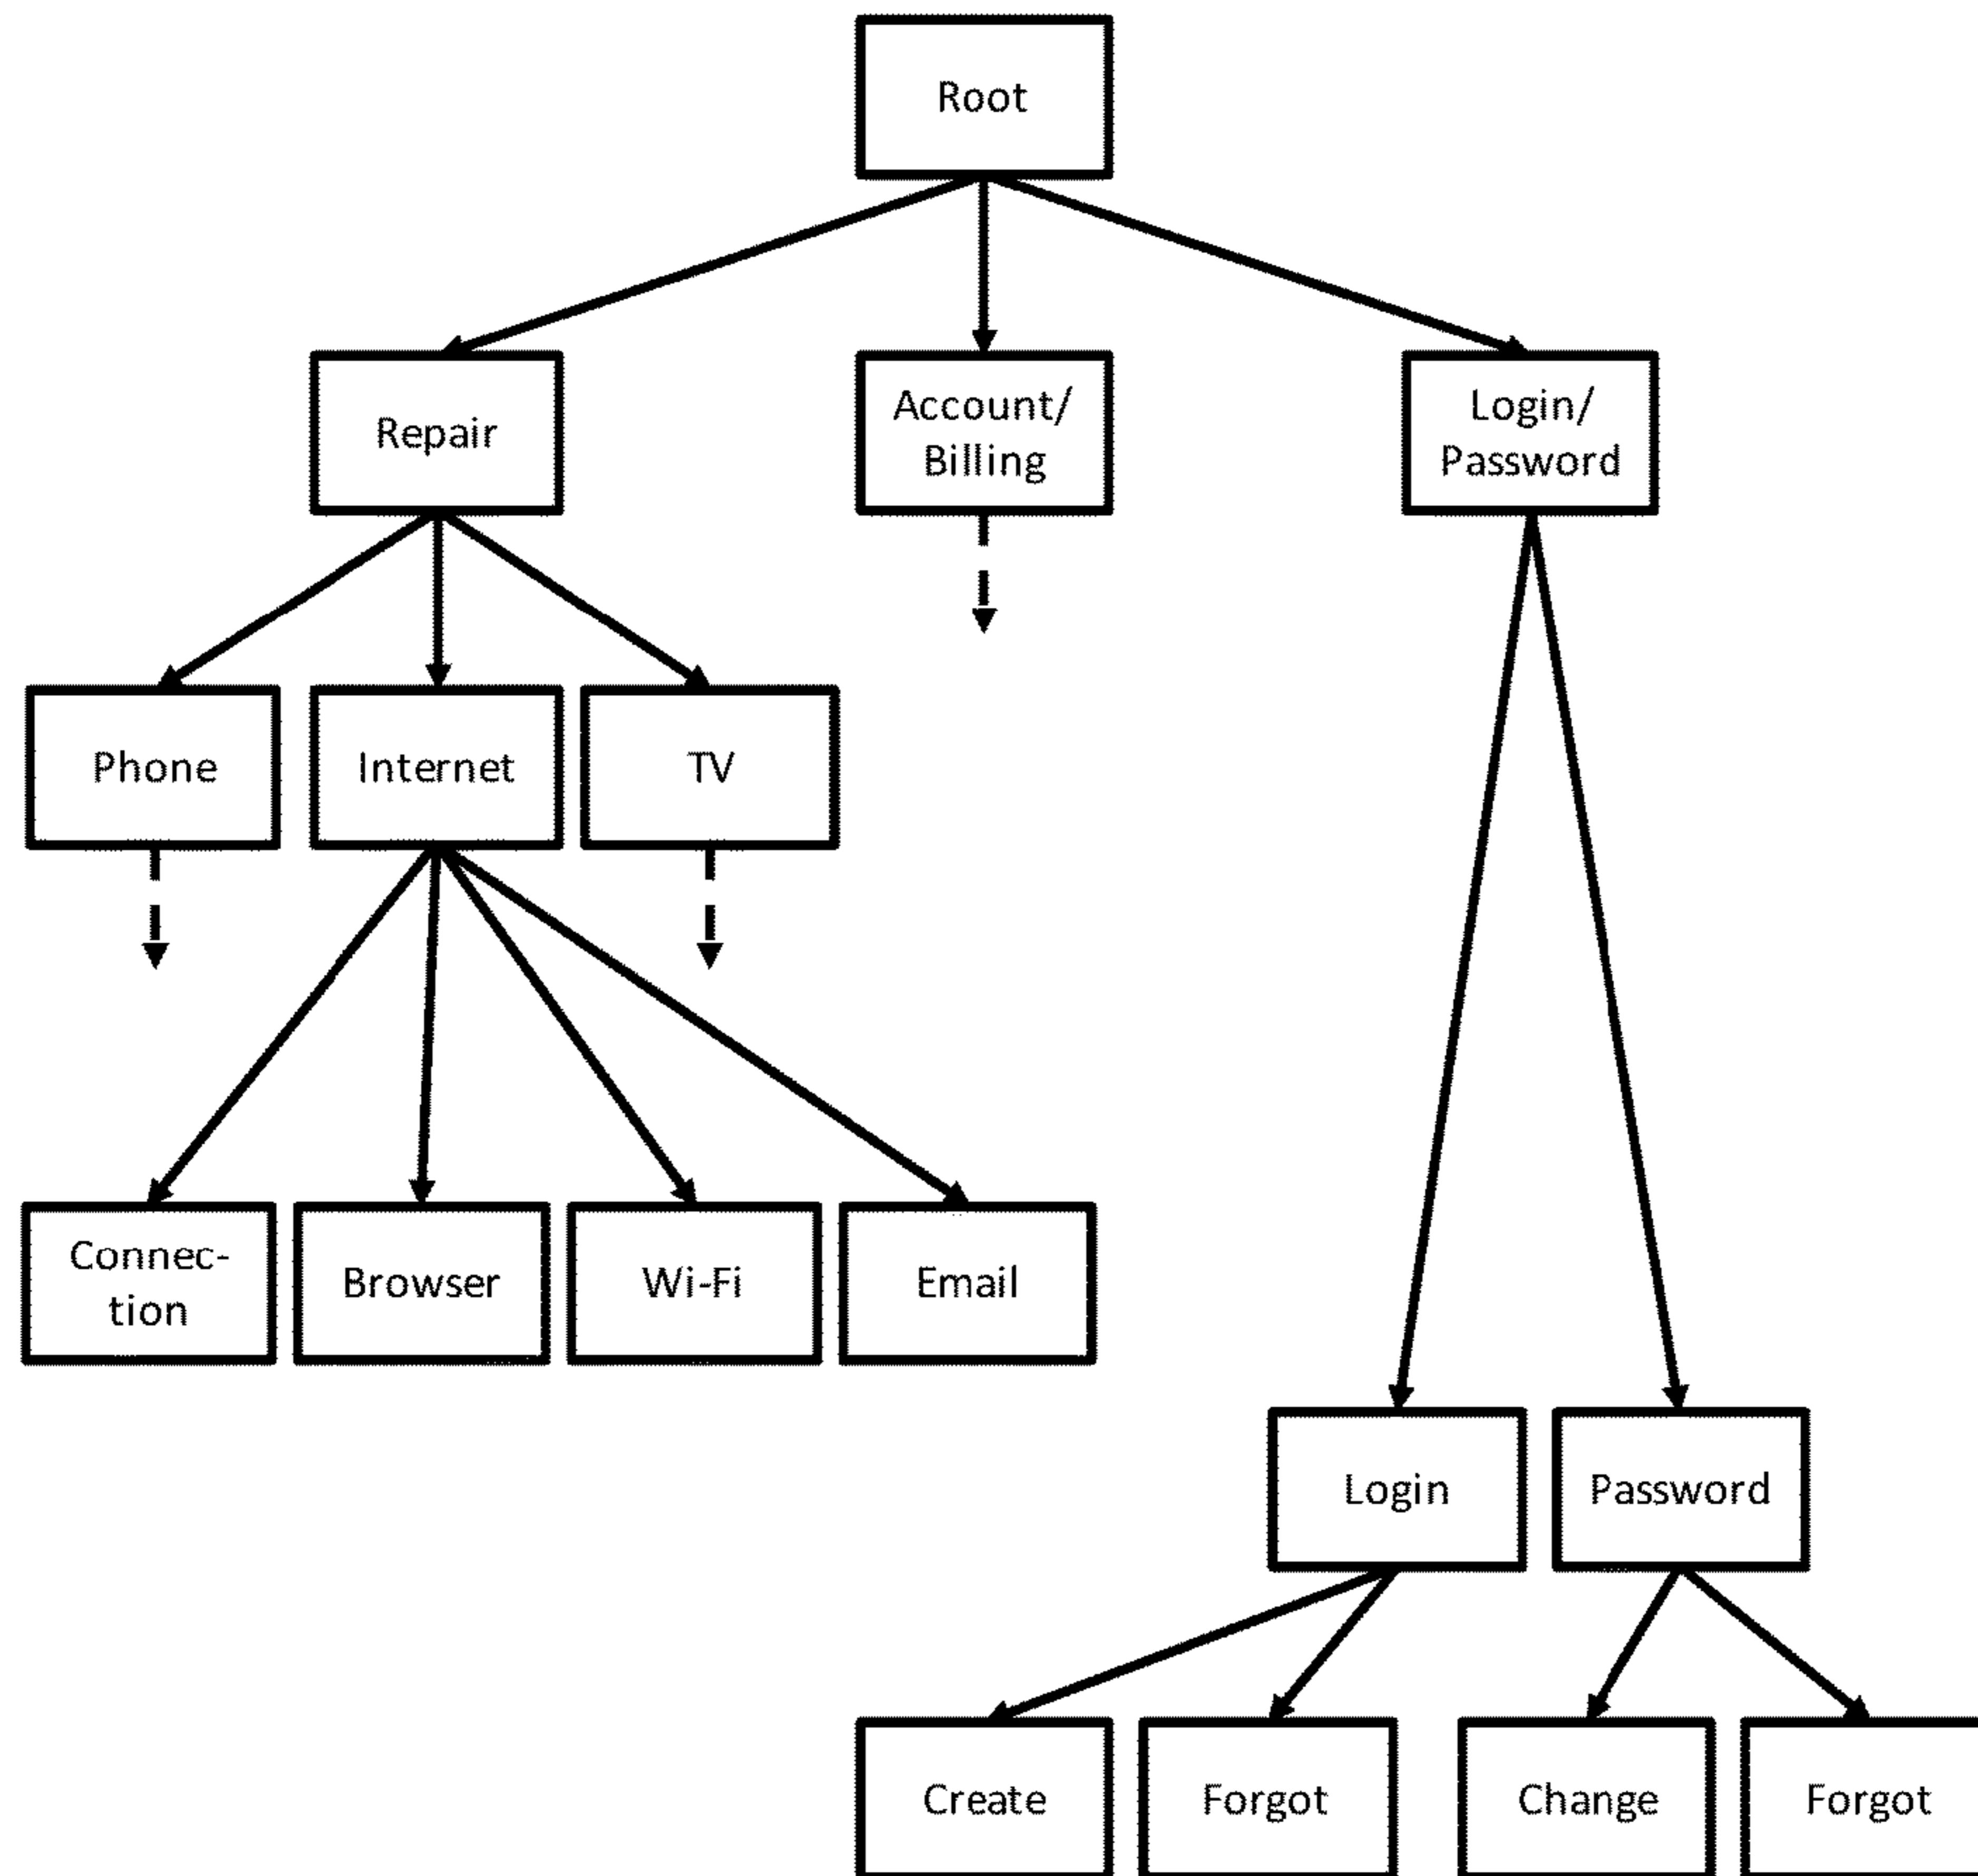 Root
Repair
Account/
Billing
Login/
Password
Phone
Internet
TV
Connec-
tion
Browser
Wi-Fi
Email
Login
Password
Create
Forgot
Change
Forgot